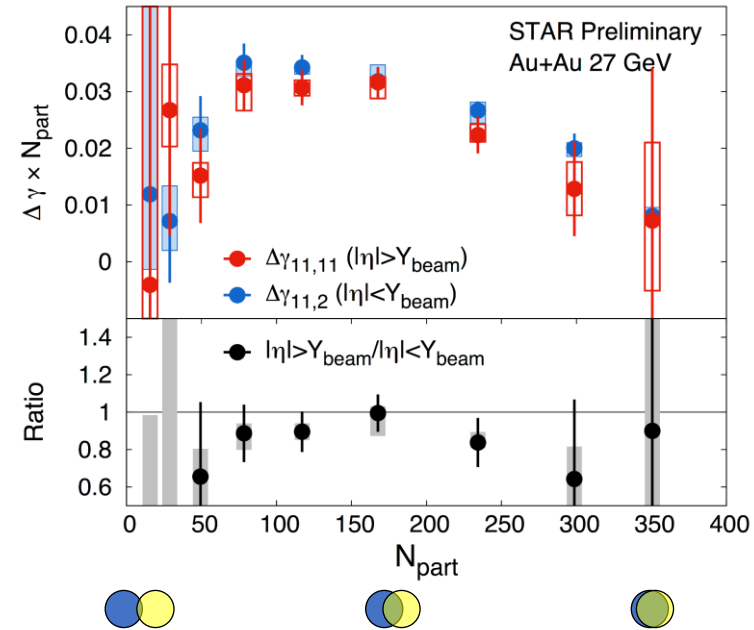 STAR Preliminary
Au+Au 27 GeV
0.04
0.03
0.02
0.01
0
Δγ × N_part
Δγ_11,11 (|η|>Y_beam)
Δγ_11,2 (|η|<Y_beam)
|η|>Y_beam/|η|<Y_beam
1.4
1.2
1
0.8
0.6
Ratio
0 50 100 150 200 250 300 350 400
N_part